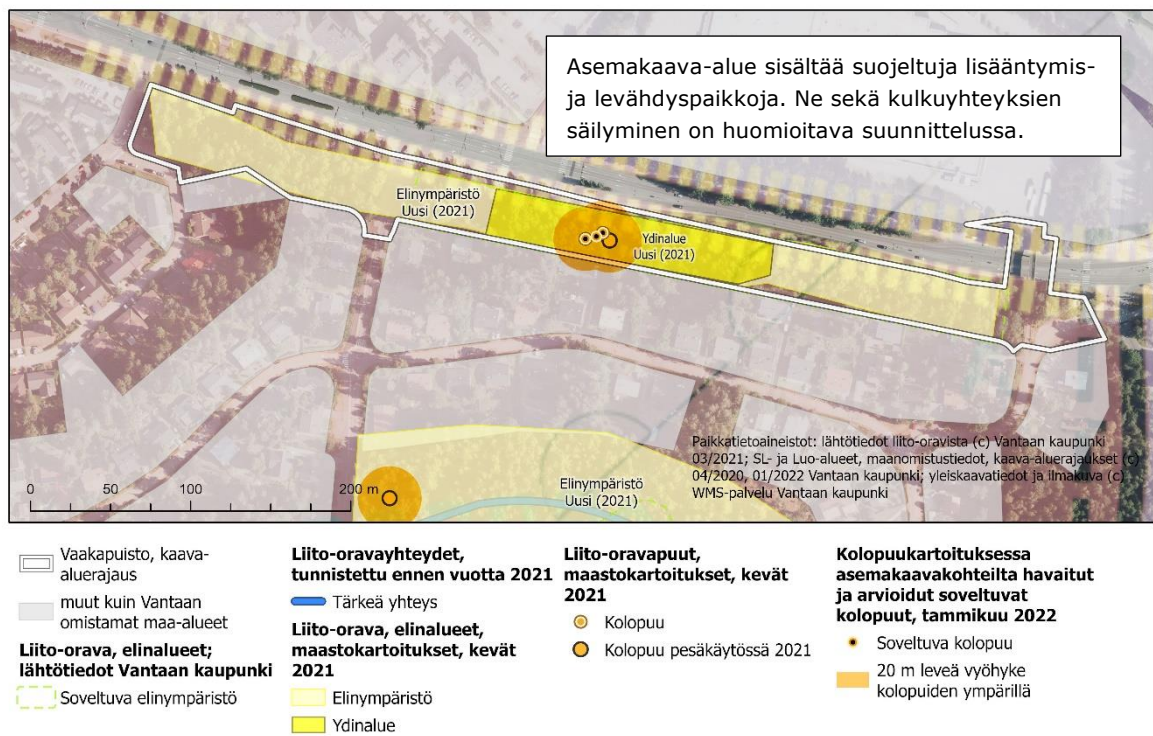 Asemakaava-alue sisältää suojeltuja lisääntymis-
ja levähdyspaikkoja. Ne sekä kulkuyhteyksien
säilyminen on huomioitava suunnittelussa.
Elinympäristö
Uusi (2021)
Ydinalue
Uusi (2021)
Paikkatietoaineistot: lähtötiedot liito-oravista (c) Vantaan kaupunki
03/2021; SL- ja Luo-alueet, maanomistustiedot, kaava-aluerajaukset (c)
04/2020, 01/2022 Vantaan kaupunki; yleiskaavatiedot ja ilmakuva (c)
WMS-palvelu Vantaan kaupunki
Elinympäristö
Uusi (2021)
0 50 100 200 m
Vaakapuisto, kaava-
aluerajaus
muut kuin Vantaan
omistamat maa-alueet
Liito-orava, elinalueet;
lähtötiedot Vantaan kaupunki
Soveltuva elinympäristö
Liito-oravayhteydet,
tunnistettu ennen vuotta 2021
Tärkeä yhteys
Liito-orava, elinalueet,
maastokartoitukset, kevät
2021
Elinympäristö
Ydinalue
Liito-oravapuut,
maastokartoitukset, kevät
2021
Kolopuu
Kolopuu pesäkäytössä 2021
Kolopuukartoituksessa
asemakaavakohteilta havaitut
ja arvioidut soveltuvat
kolopuut, tammikuu 2022
Soveltuva kolopuu
20 m leveä vyöhyke
kolopuiden ympärillä